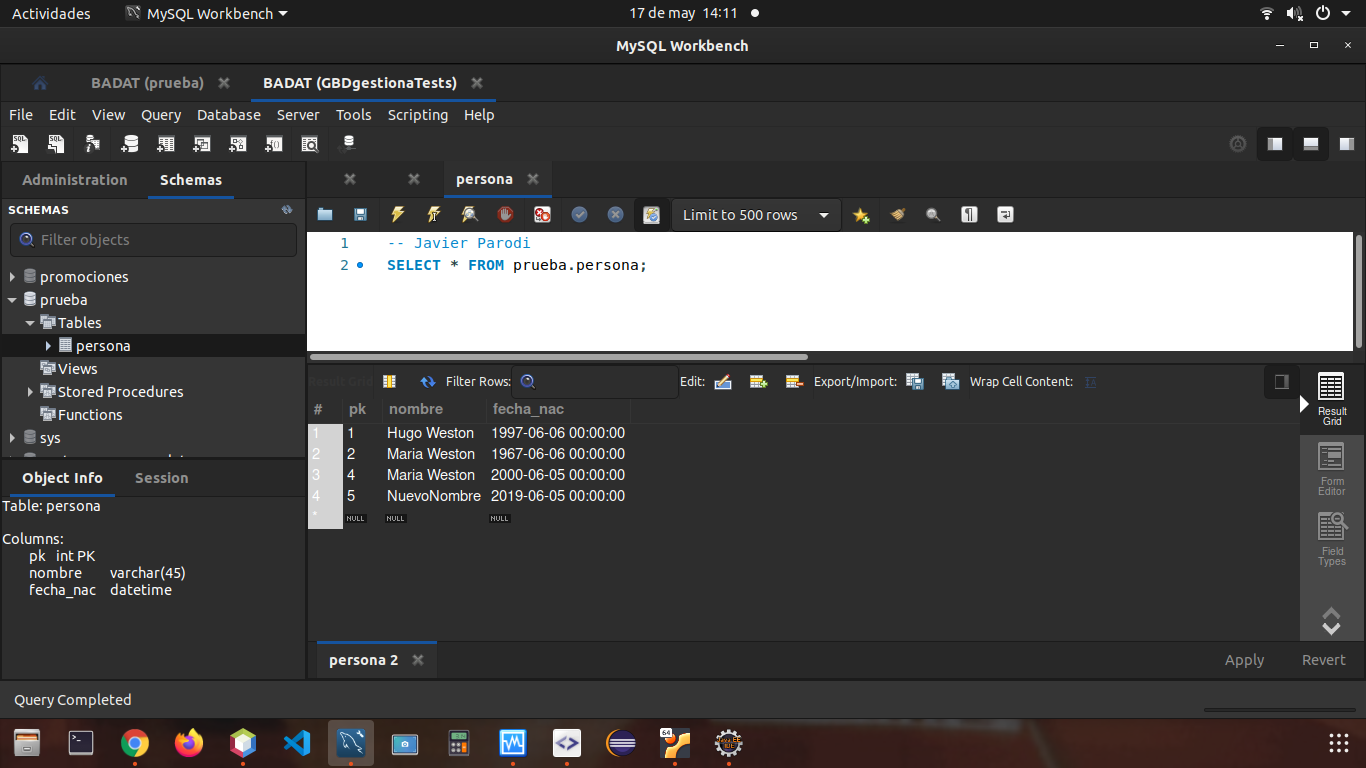 Actividades MySQL Workbench 17 de may 14:11
MySQL Workbench
BADAT (prueba) BADAT (GBDgestionaTests)
File Edit View Query Database Server Tools Scripting Help
Administration Schemas
SCHEMAS
Filter objects
promociones
prueba
Tables
persona
Views
Stored Procedures
Functions
sys
Object Info Session
Table: persona
Columns:
pk int PK
nombre varchar(45)
fecha_nac datetime
persona
Limit to 500 rows
1 -- Javier Parodi
2 SELECT * FROM prueba.persona;
Result Grid Filter Rows: Edit: Export/Import: Wrap Cell Content:
# pk nombre fecha_nac
1 1 Hugo Weston 1997-06-06 00:00:00
2 2 Maria Weston 1967-06-06 00:00:00
3 4 Maria Weston 2000-06-05 00:00:00
4 5 NuevoNombre 2019-06-05 00:00:00
* NULL NULL NULL
Result
Grid
Form
Editor
Field
Types
persona 2 Apply Revert
Query Completed
64